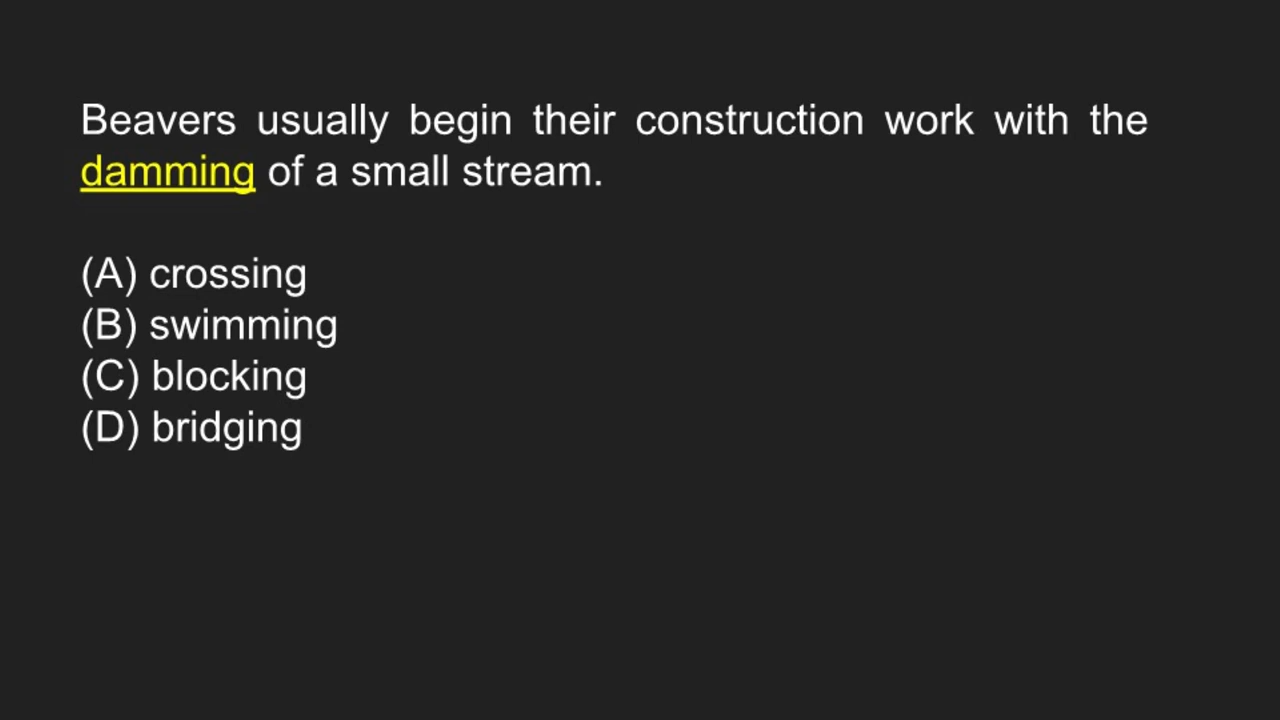 Beavers usually begin their construction work with the
damming of a small stream.
(A) crossing
(B) swimming
(C) blocking
(D) bridging